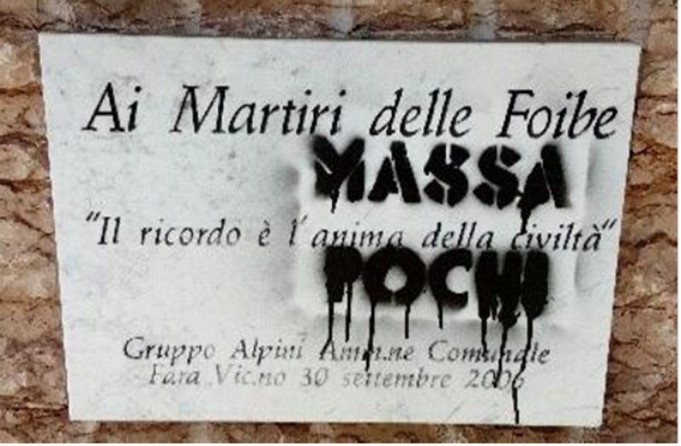 Ai Martiri delle Foibe
MASSA
“Il ricordo è l'anima della civiltà“
POCHI
Gruppo Alpini Amm.ne Comunale
Fara Vic.no 30 settembre 2006